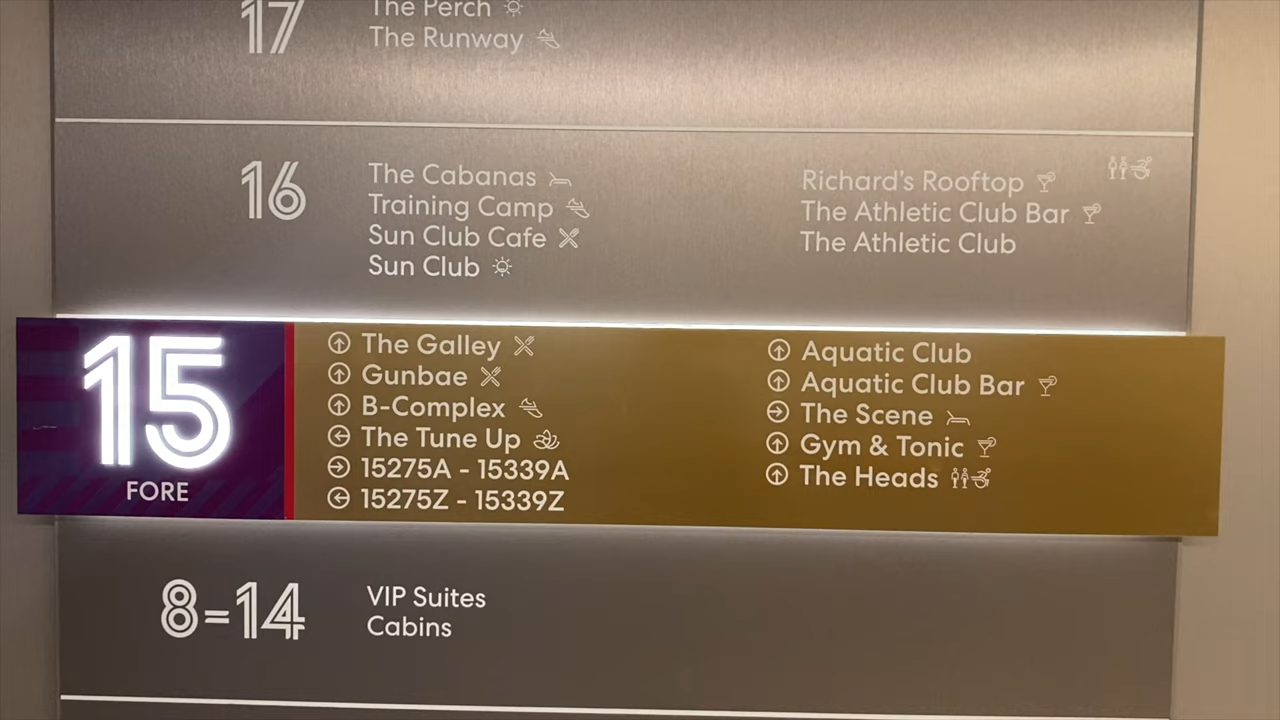 17
The Perch
The Runway
16
The Cabanas
Training Camp
Sun Club Cafe
Sun Club
Richard's Rooftop
The Athletic Club Bar
The Athletic Club
15
FORE
The Galley
Gunbae
B-Complex
The Tune Up
15275A - 15339A
15275Z - 15339Z
Aquatic Club
Aquatic Club Bar
The Scene
Gym & Tonic
The Heads
8=14
VIP Suites
Cabins